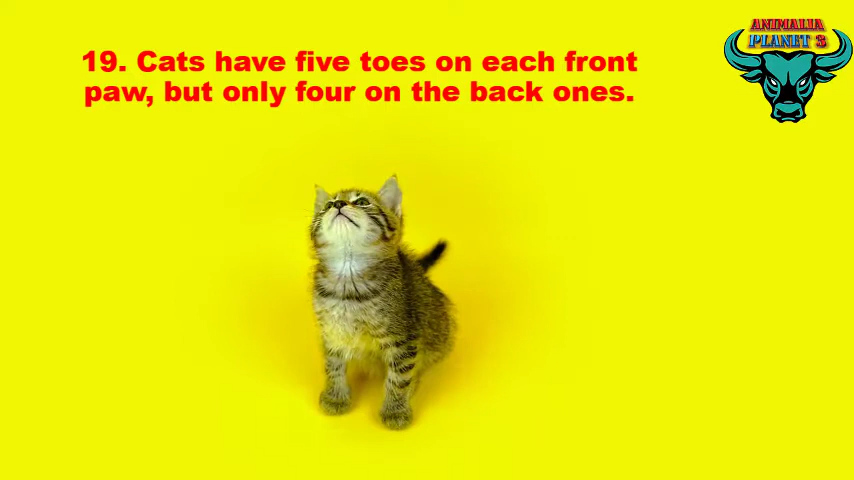 19. Cats have five toes on each front
paw, but only four on the back ones.
ANIMALIA
PLANET 3